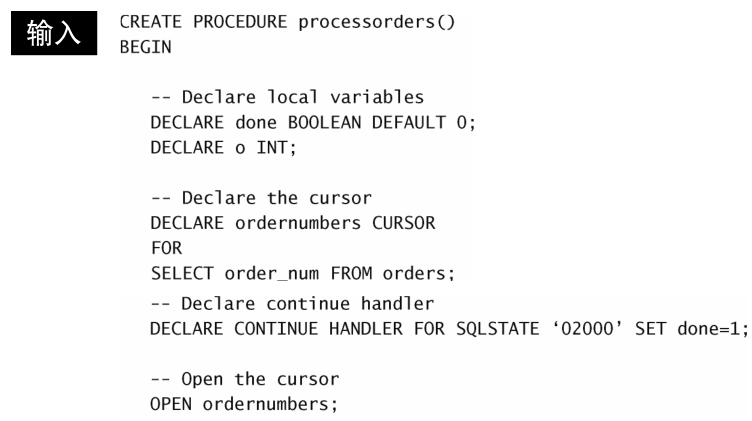 输入
CREATE PROCEDURE processorders()
BEGIN
-- Declare local variables
DECLARE done BOOLEAN DEFAULT 0;
DECLARE o INT;
-- Declare the cursor
DECLARE ordernumbers CURSOR
FOR
SELECT order_num FROM orders;
-- Declare continue handler
DECLARE CONTINUE HANDLER FOR SQLSTATE ‘02000’ SET done=1;
-- Open the cursor
OPEN ordernumbers;